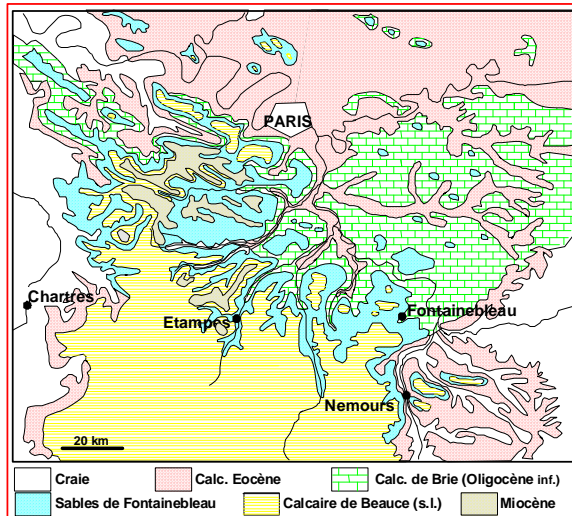 PARIS
Chartres
Etampes
Fontainebleau
Nemours
20 km
Craie
Calc. Eocène
Calc. de Brie (Oligocène inf.)
Sables de Fontainebleau
Calcaire de Beauce (s.l.)
Miocène